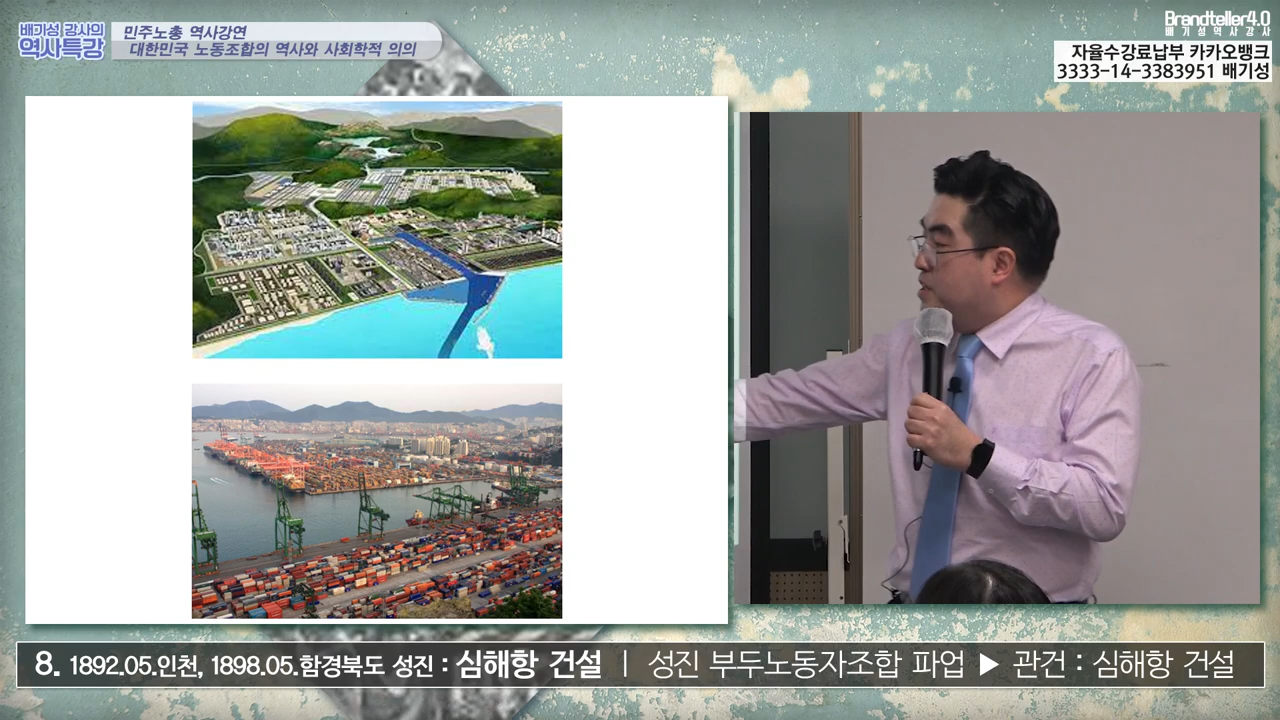 배기성 강사의
역사특강
민주노총 역사강연
대한민국 노동조합의 역사와 사회학적 의의
Brandteller4.0
배기성역사강사
자율수강료납부 카카오뱅크
3333-14-3383951 배기성
8. 1892.05.인천, 1898.05.함경북도 성진 : 심해항 건설 | 성진 부두노동자조합 파업 ▶ 관건 : 심해항 건설